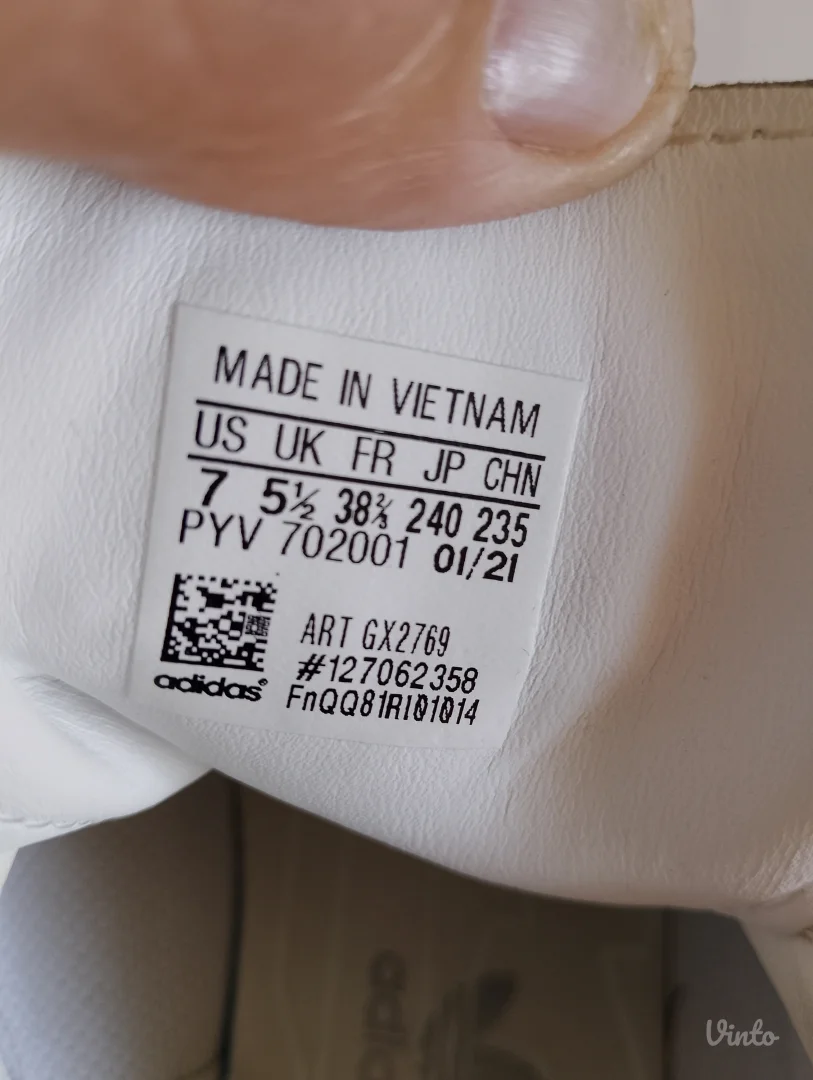 MADE IN VIETNAM
US UK FR JP CHN
7 5½ 38⅔ 240 235
PYV 702001 01/21
ART GX2769
#127062358
adidas®
FnQQ81RI01014
adidas
Vinto